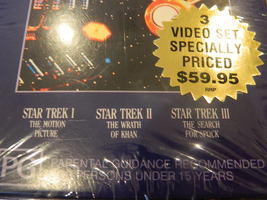 3
VIDEO SET
SPECIALLY
PRICED
$59.95
RRP
STAR TREK I
THE MOTION
PICTURE
STAR TREK II
THE WRATH
OF KHAN
STAR TREK III
THE SEARCH
FOR SPOCK
PG PARENTAL GUIDANCE RECOMMENDED
PERSONS UNDER 15 YEARS